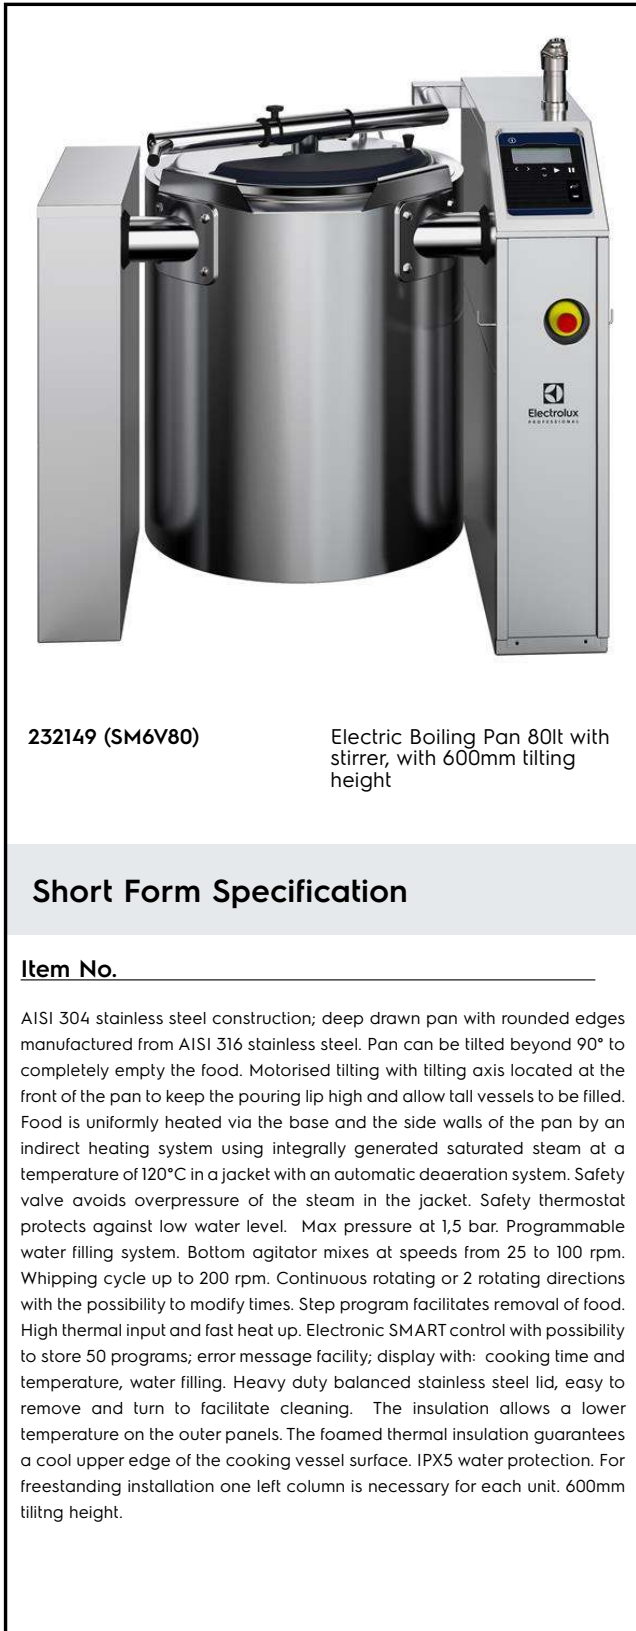 Electrolux
PROFESSIONAL
232149 (SM6V80)
Electric Boiling Pan 80lt with
stirrer, with 600mm tilting
height
Short Form Specification
Item No.
AISI 304 stainless steel construction; deep drawn pan with rounded edges
manufactured from AISI 316 stainless steel. Pan can be tilted beyond 90° to
completely empty the food. Motorised tilting with tilting axis located at the
front of the pan to keep the pouring lip high and allow tall vessels to be filled.
Food is uniformly heated via the base and the side walls of the pan by an
indirect heating system using integrally generated saturated steam at a
temperature of 120°C in a jacket with an automatic deaeration system. Safety
valve avoids overpressure of the steam in the jacket. Safety thermostat
protects against low water level.  Max pressure at 1,5 bar. Programmable
water filling system. Bottom agitator mixes at speeds from 25 to 100 rpm.
Whipping cycle up to 200 rpm. Continuous rotating or 2 rotating directions
with the possibility to modify times. Step program facilitates removal of food.
High thermal input and fast heat up. Electronic SMART control with possibility
to store 50 programs; error message facility; display with:  cooking time and
temperature, water filling. Heavy duty balanced stainless steel lid, easy to
remove and turn to facilitate cleaning.  The insulation allows a lower
temperature on the outer panels. The foamed thermal insulation guarantees
a cool upper edge of the cooking vessel surface. IPX5 water protection. For
freestanding installation one left column is necessary for each unit. 600mm
tilitng height.